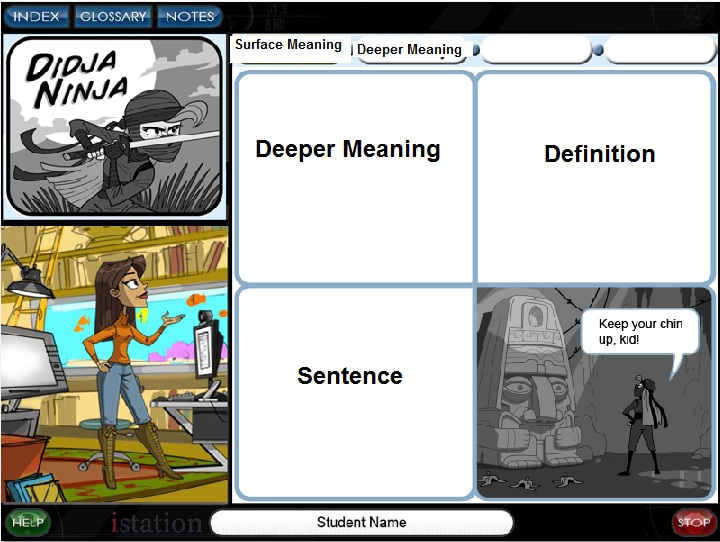 INDEX
GLOSSARY
NOTES
Surface Meaning
Deeper Meaning
DIDJA
NINJA
Deeper Meaning
Definition
Sentence
Keep your chin
up, kid!
HELP
istation
Student Name
STOP